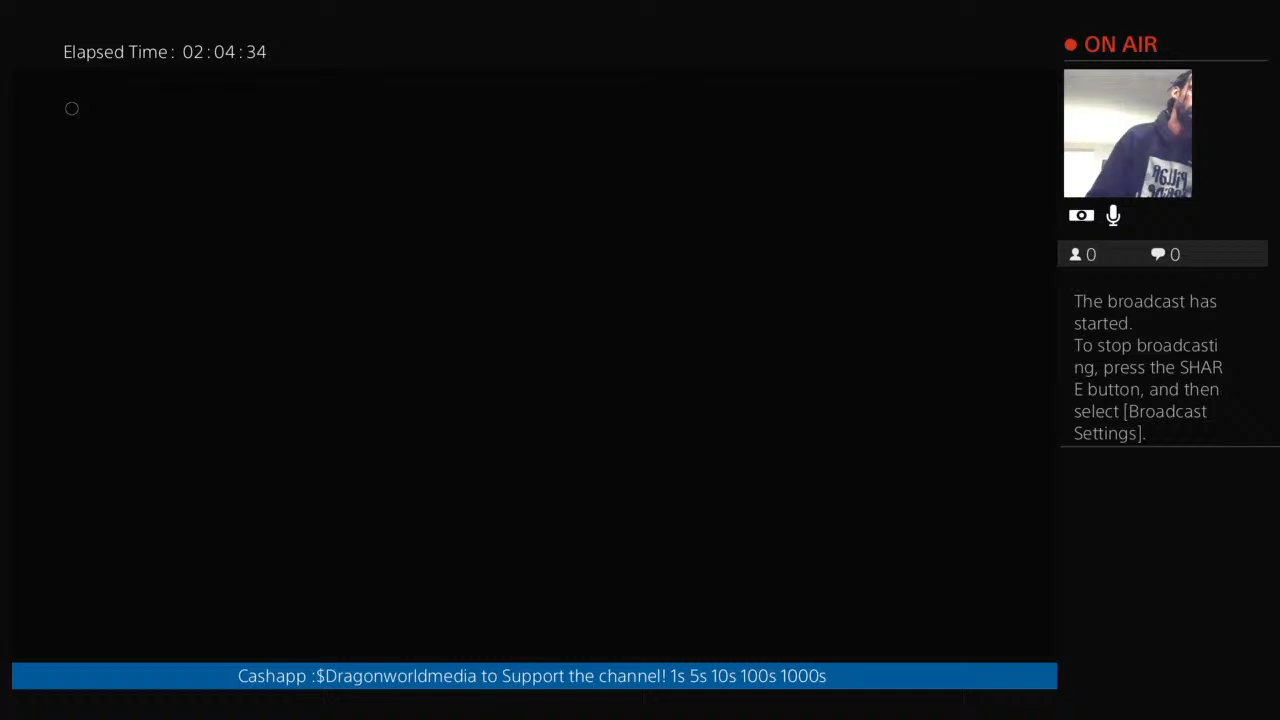 Elapsed Time: 02:04:34
ON AIR
0 0
The broadcast has
started.
To stop broadcasti
ng, press the SHAR
E button, and then
select [Broadcast
Settings].
Cashapp :$Dragonworldmedia to Support the channel! 1s 5s 10s 100s 1000s